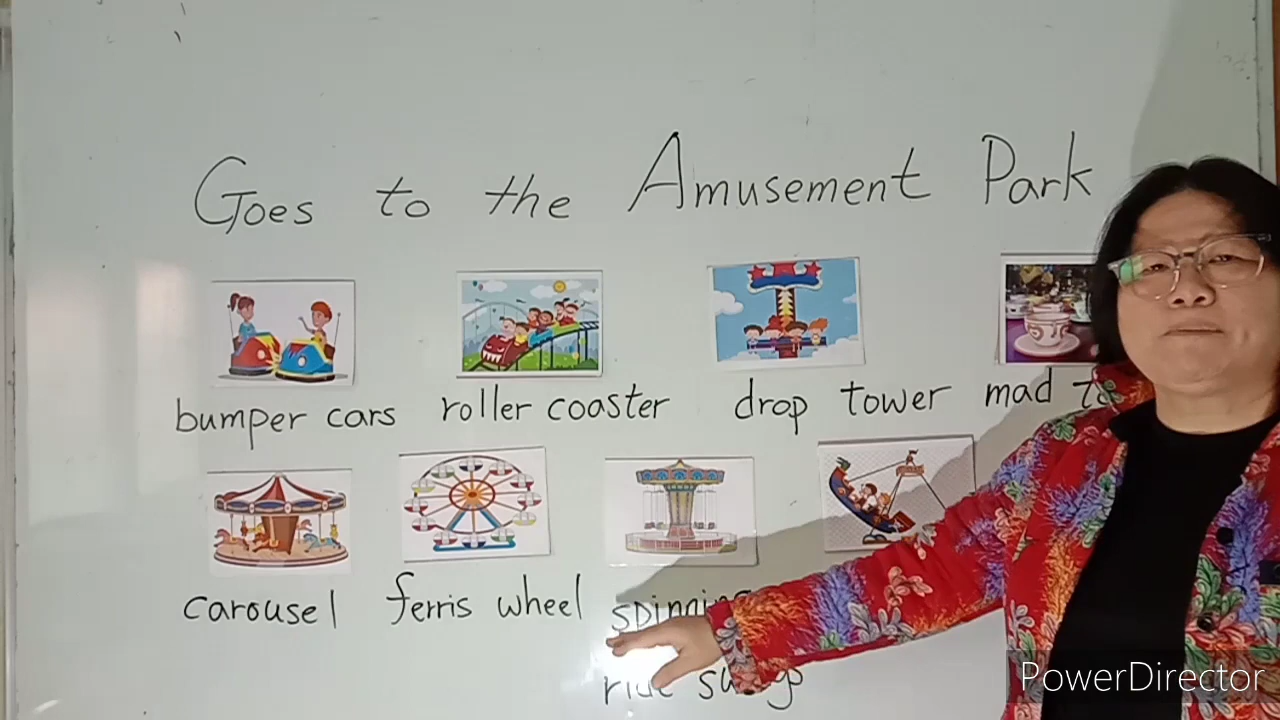 Goes to the Amusement Park
bumper cars roller coaster drop tower mad
carousel ferris wheel
PowerDirector